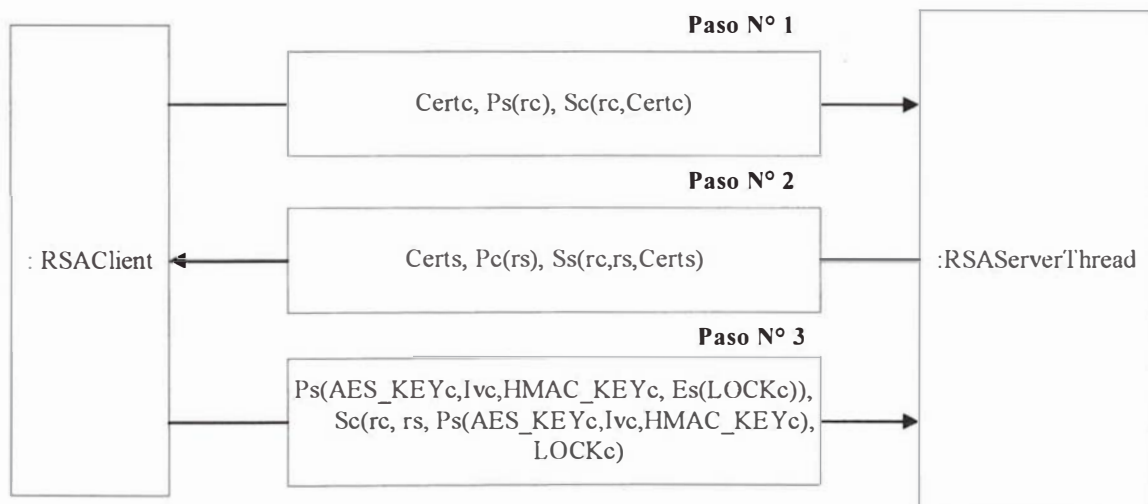 Paso N° 1
Certc, Ps(rc), Sc(rc,Certc)
Paso N° 2
: RSAClient
Certs, Pc(rs), Ss(rc,rs,Certs)
:RSAServerThread
Paso N° 3
Ps(AES_KEYc,Ivc,HMAC_KEYc, Es(LOCKc)),
Sc(rc, rs, Ps(AES_KEYc,Ivc,HMAC_KEYc),
LOCKc)